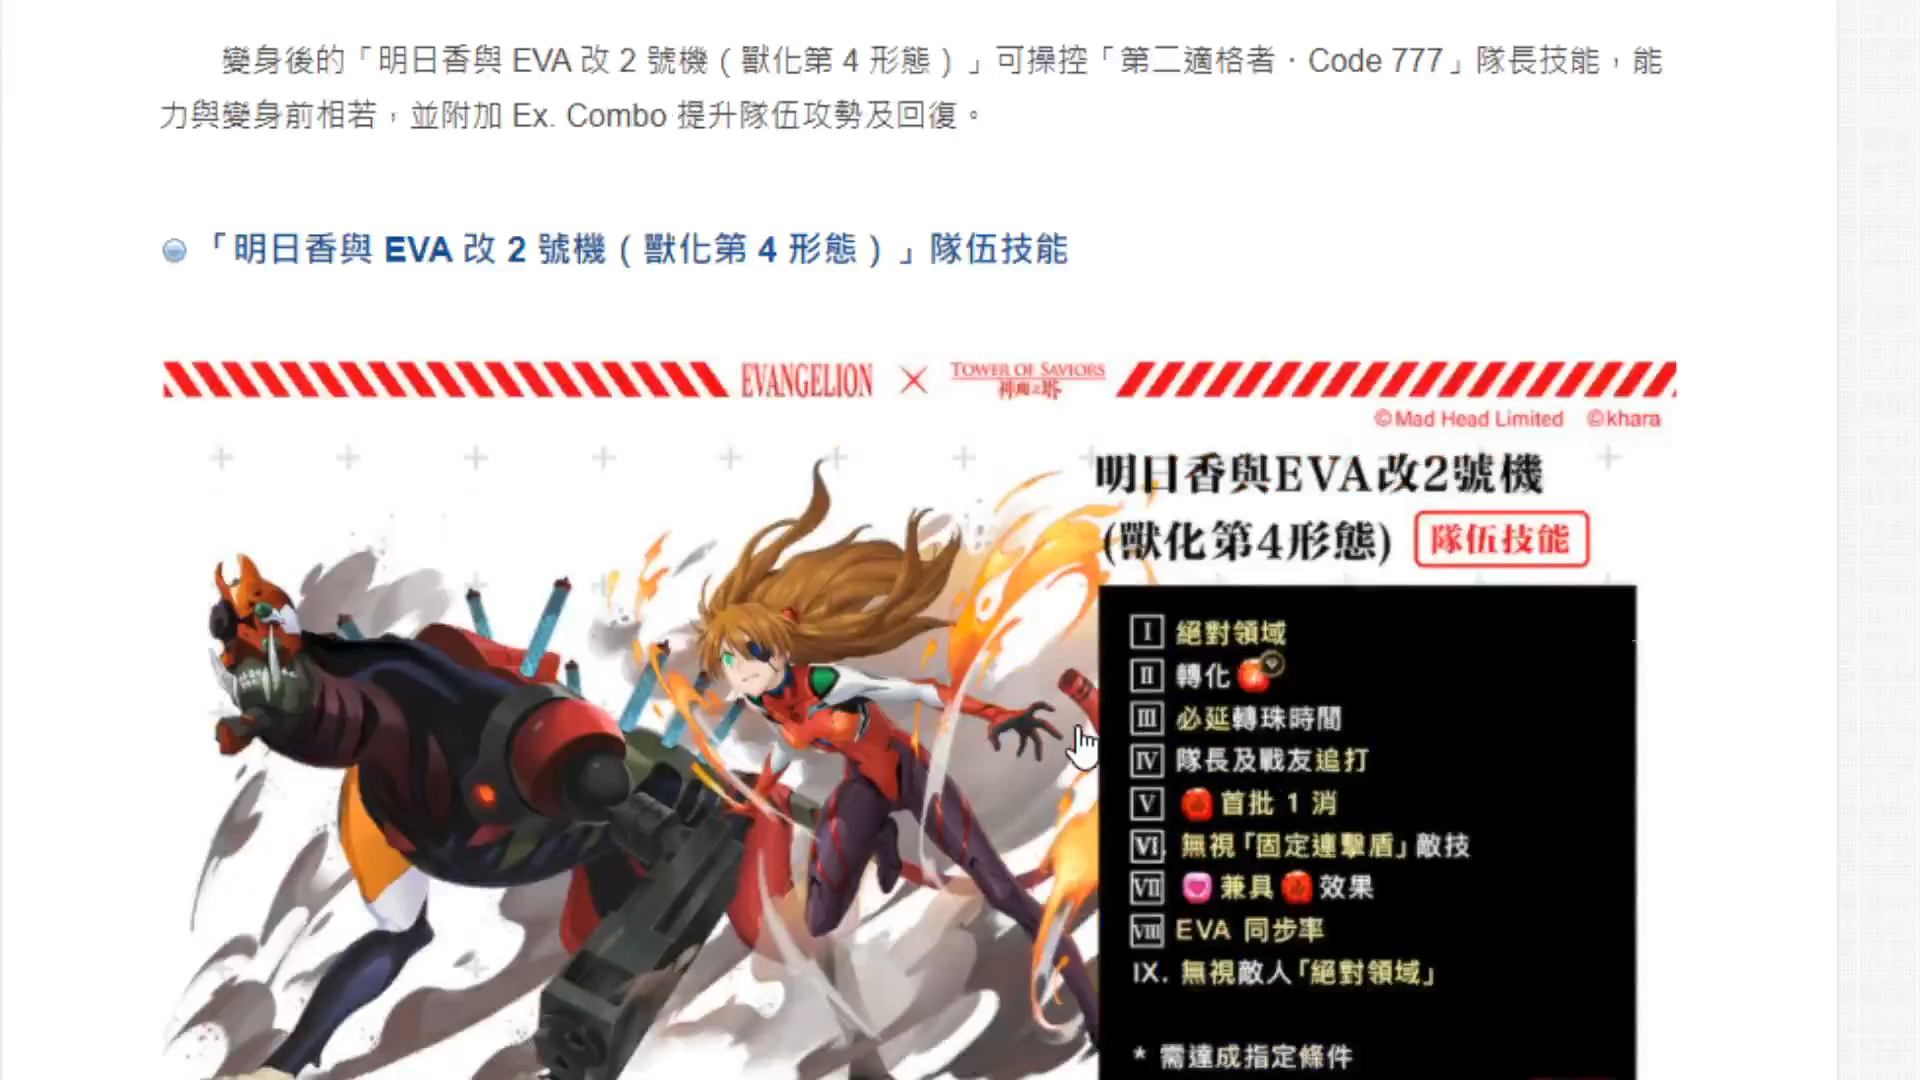 變身後的「明日香與 EVA 改 2 號機（獸化第 4 形態）」可操控「第二適格者．Code 777」隊長技能，能
力與變身前相若，並附加 Ex. Combo 提升隊伍攻勢及回復。
「明日香與 EVA 改 2 號機（獸化第 4 形態）」隊伍技能
EVANGELION × TOWER OF SAVIORS
神魔之塔
©Mad Head Limited ©khara
明日香與EVA改2號機
(獸化第4形態) 隊伍技能
I 絕對領域
II 轉化
III 必延轉珠時間
IV 隊長及戰友追打
V 首批 1 消
VI. 無視「固定連擊盾」敵技
VII 兼具 效果
VIII EVA 同步率
IX. 無視敵人「絕對領域」
* 需達成指定條件